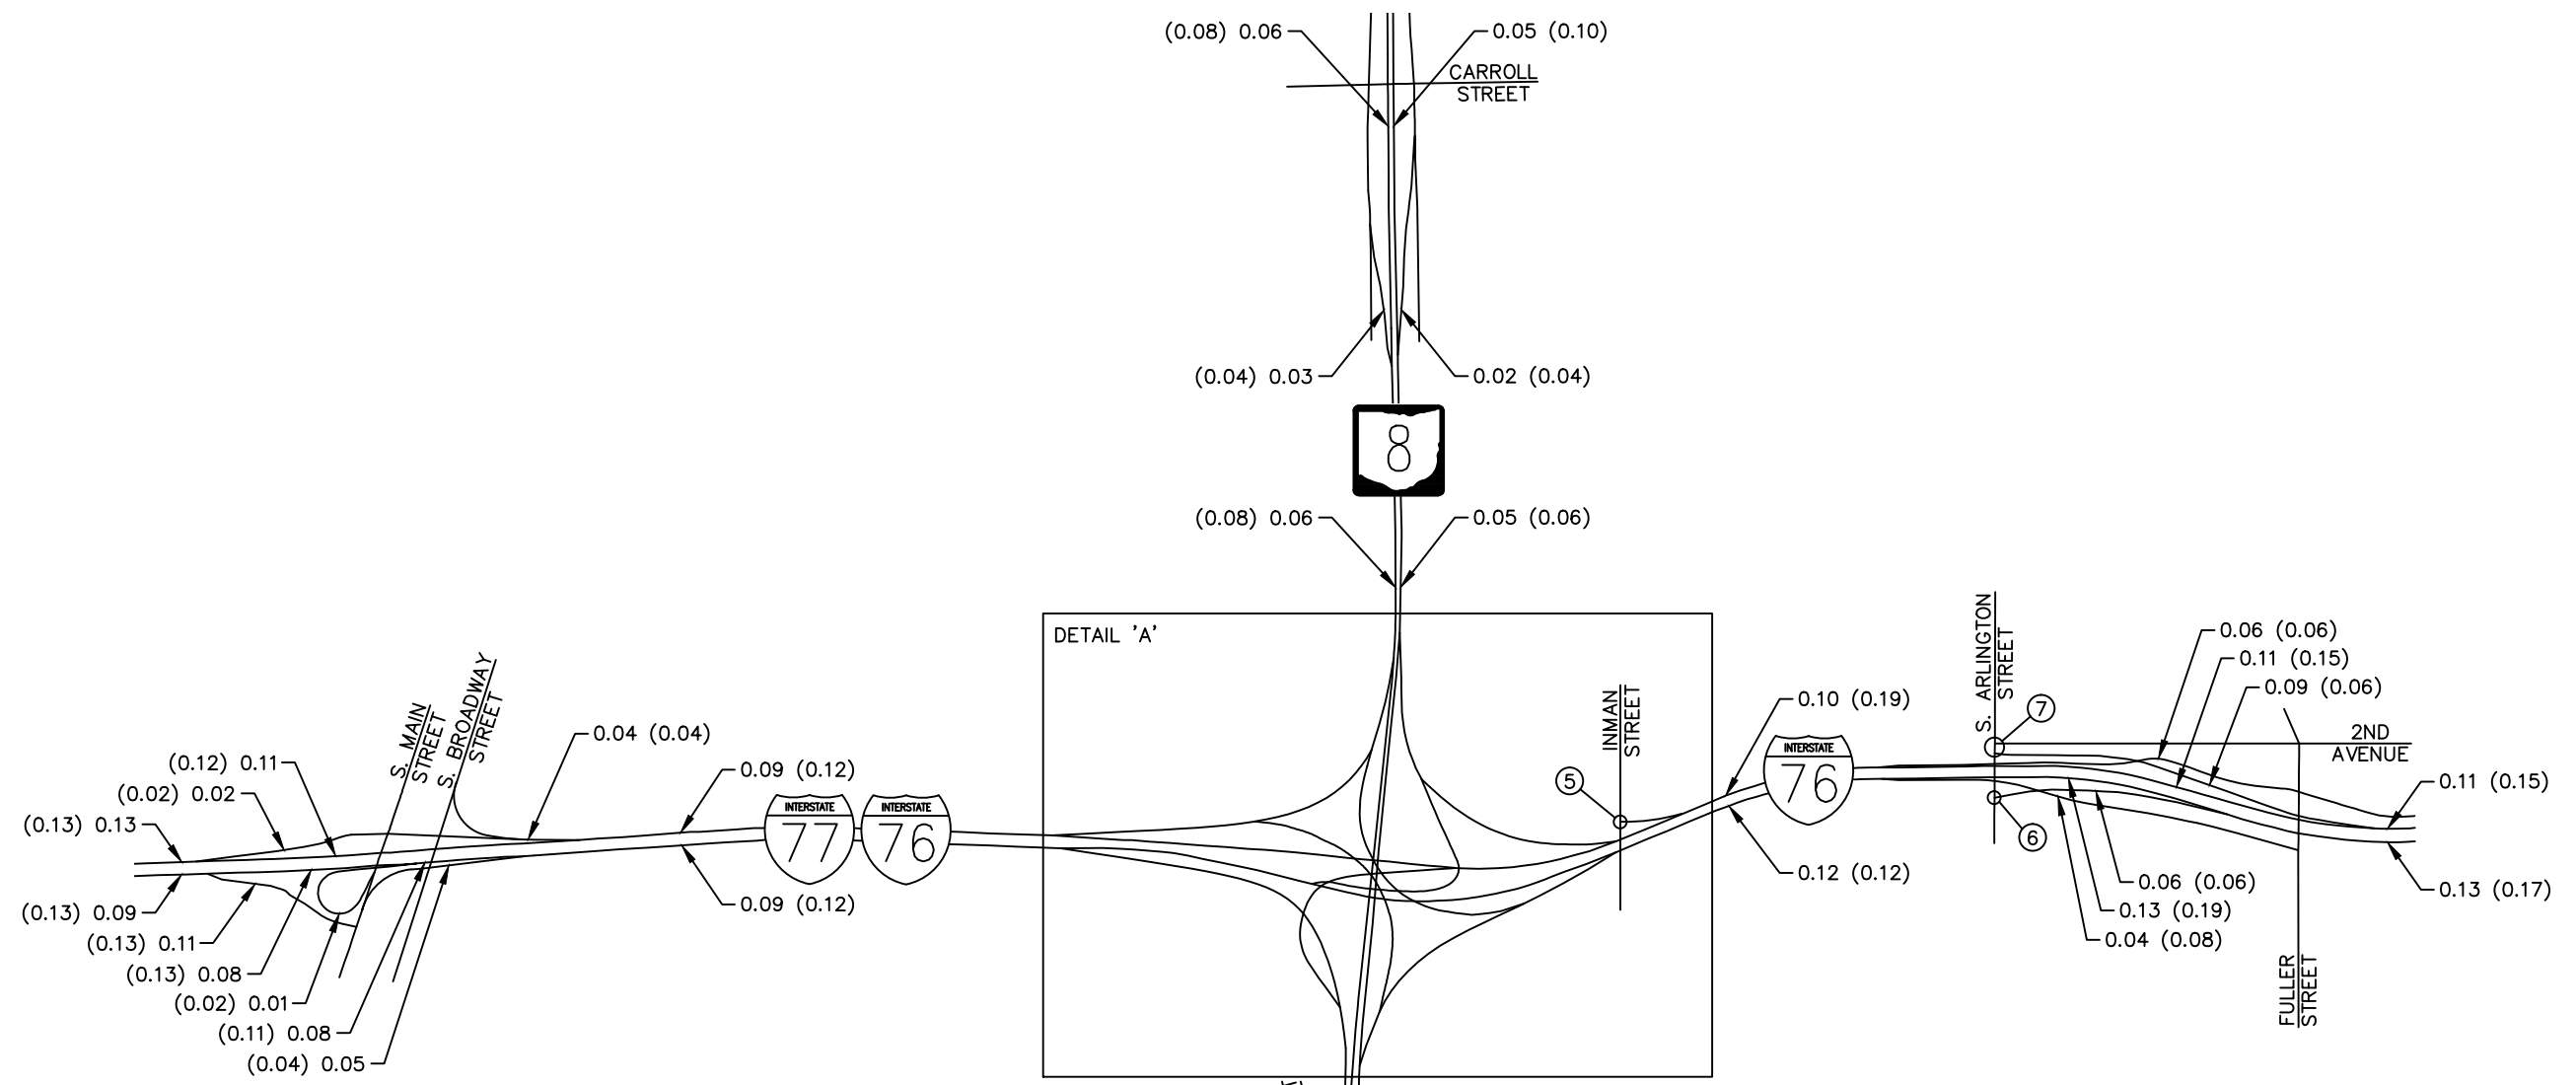 (0.08) 0.06
0.05 (0.10)
CARROLL
STREET
(0.04) 0.03
0.02 (0.04)
8
(0.08) 0.06
0.05 (0.06)
DETAIL 'A'
S. MAIN
STREET
S. BROADWAY
STREET
0.04 (0.04)
(0.12) 0.11
(0.02) 0.02
(0.13) 0.13
(0.13) 0.09
(0.13) 0.11
(0.13) 0.08
(0.02) 0.01
(0.11) 0.08
(0.04) 0.05
0.09 (0.12)
0.09 (0.12)
INTERSTATE
77
INTERSTATE
76
INMAN
STREET
5
0.10 (0.19)
0.12 (0.12)
INTERSTATE
76
S. ARLINGTON
STREET
7
6
0.06 (0.06)
0.11 (0.15)
0.09 (0.06)
2ND
AVENUE
0.11 (0.15)
0.13 (0.17)
0.06 (0.06)
0.13 (0.19)
0.04 (0.08)
FULLER
STREET